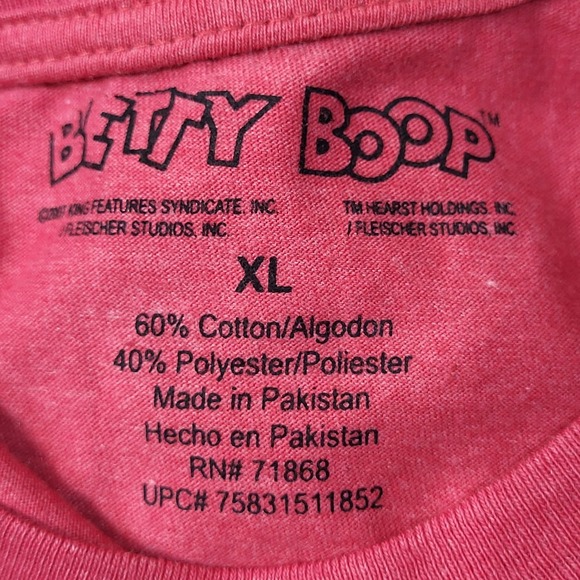 BETTY BOOP™
KING FEATURES SYNDICATE, INC. TM HEARST HOLDINGS, INC.
/ FLEISCHER STUDIOS, INC. / FLEISCHER STUDIOS, INC.
XL
60% Cotton/Algodon
40% Polyester/Poliester
Made in Pakistan
Hecho en Pakistan
RN# 71868
UPC# 75831511852